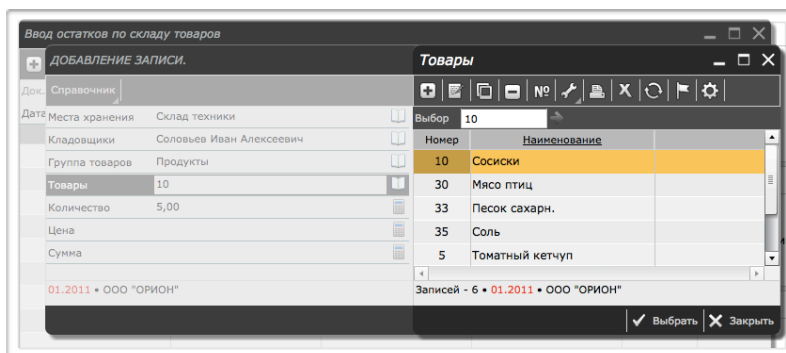 Ввод остатков по складу товаров
ДОБАВЛЕНИЕ ЗАПИСИ.
Товары
Док.
Справочник
№
X
Дата
Места хранения Склад техники
Выбор 10
Кладовщики Соловьев Иван Алексеевич
Номер Наименование
Группа товаров Продукты
10 Сосиски
Товары 10
30 Мясо птиц
Количество 5,00
33 Песок сахарн.
Цена
35 Соль
Сумма
5 Томатный кетчуп
01.2011 • ООО "ОРИОН"
Записей - 6 • 01.2011 • ООО "ОРИОН"
Выбрать Закрыть